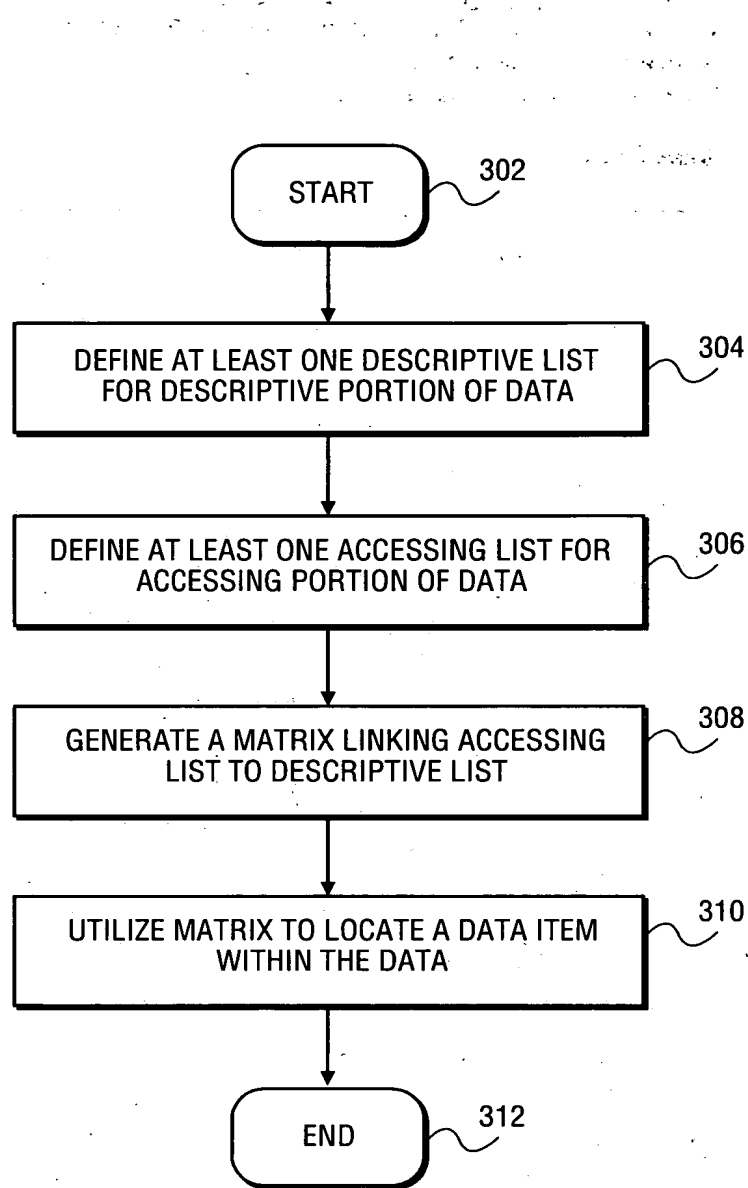 START
302
DEFINE AT LEAST ONE DESCRIPTIVE LIST
FOR DESCRIPTIVE PORTION OF DATA
304
DEFINE AT LEAST ONE ACCESSING LIST FOR
ACCESSING PORTION OF DATA
306
GENERATE A MATRIX LINKING ACCESSING
LIST TO DESCRIPTIVE LIST
308
UTILIZE MATRIX TO LOCATE A DATA ITEM
WITHIN THE DATA
310
END
312